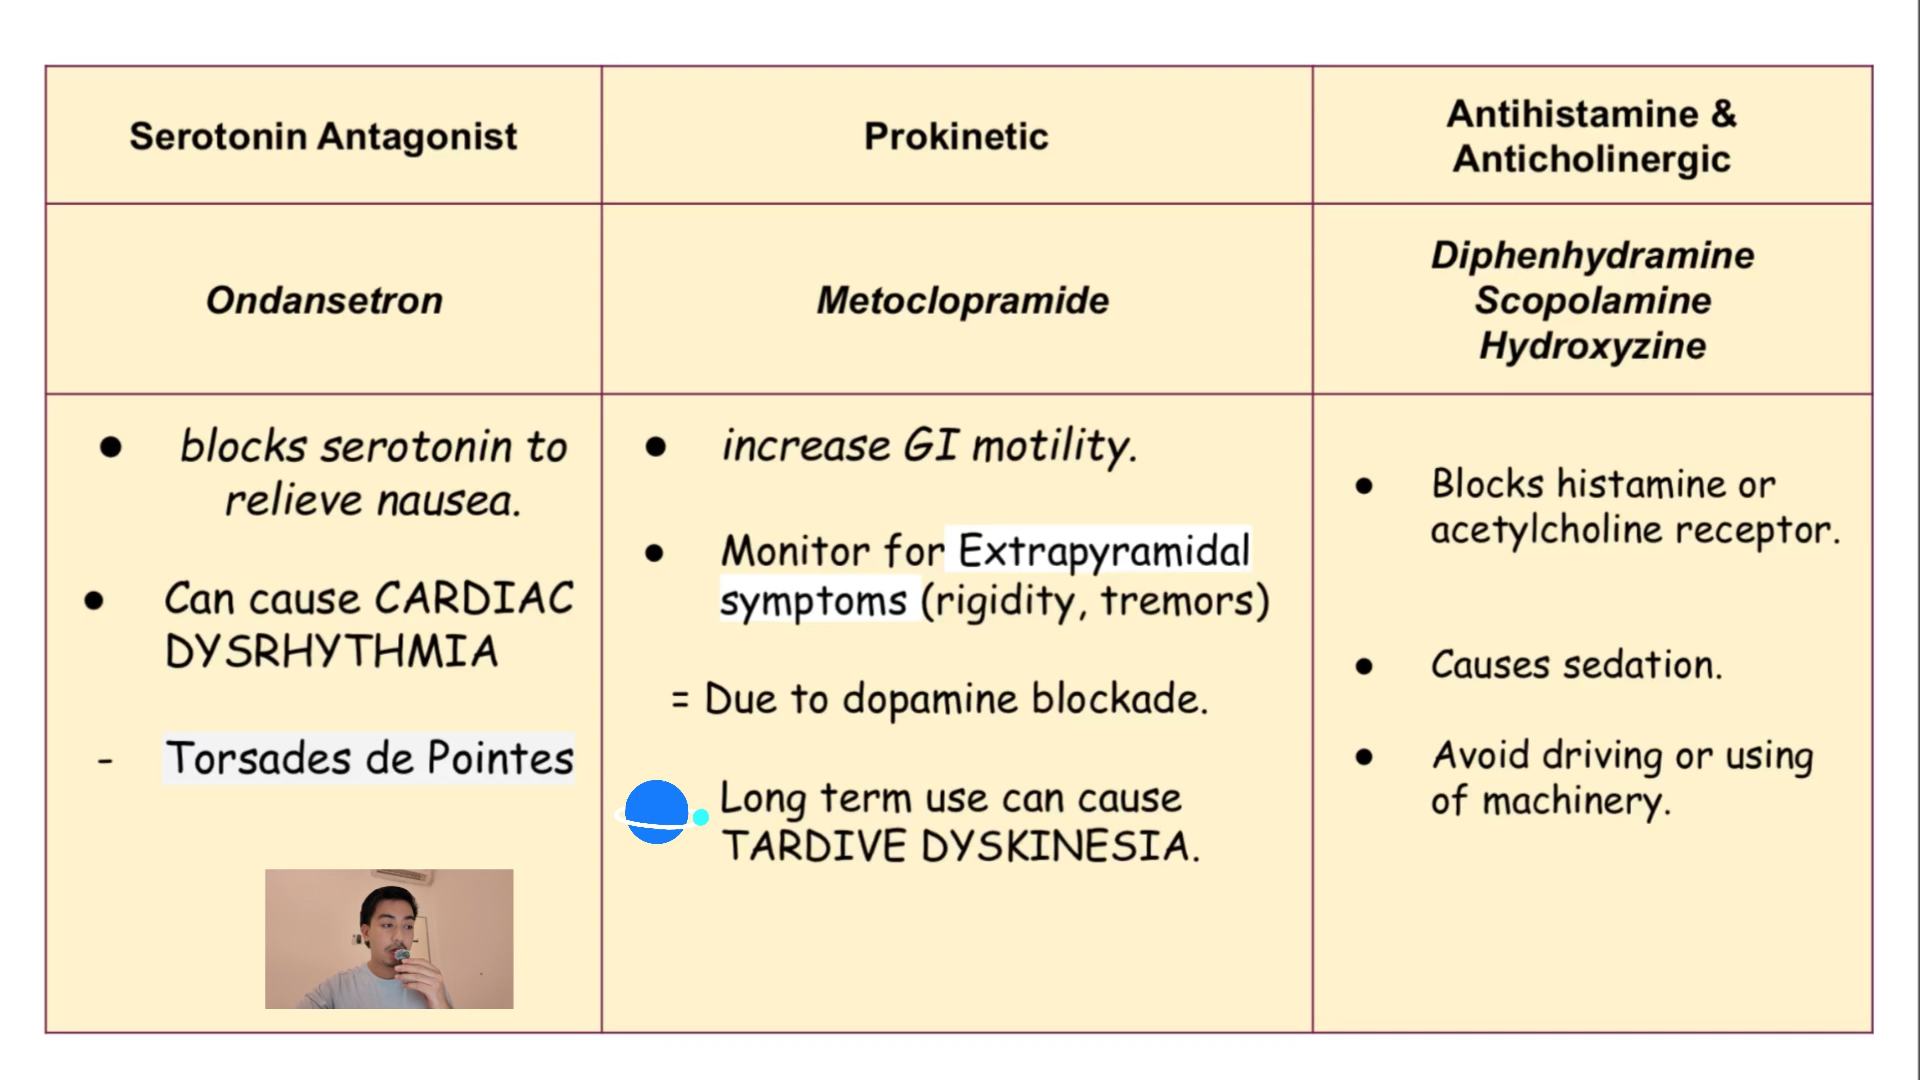 Serotonin Antagonist
Prokinetic
Antihistamine &
Anticholinergic
Ondansetron
Metoclopramide
Diphenhydramine
Scopolamine
Hydroxyzine
● blocks serotonin to
relieve nausea.
● Can cause CARDIAC
DYSRHYTHMIA
- Torsades de Pointes
● increase GI motility.
● Monitor for Extrapyramidal
symptoms (rigidity, tremors)
= Due to dopamine blockade.
Long term use can cause
TARDIVE DYSKINESIA.
● Blocks histamine or
acetylcholine receptor.
● Causes sedation.
● Avoid driving or using
of machinery.